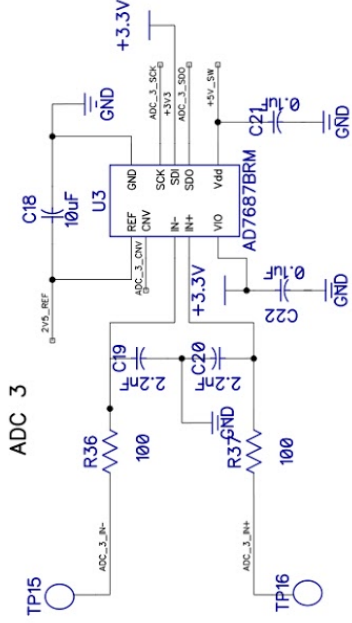 ADC 3
2V5_REF
C18
10uF
GND
U3
REF
CNV
IN-
IN+
VIO
GND
SCK
SDI
SDO
Vdd
AD7687BRM
ADC_3_CNV
ADC_3_SCK
+3V3
ADC_3_SDO
+3.3V
+5V_SW
C21
0.1uF
GND
+3.3V
C22
0.1uF
GND
C19
2.2nF
C20
2.2nF
GND
R36
100
R37
100
ADC_3_IN-
ADC_3_IN+
TP15
TP16